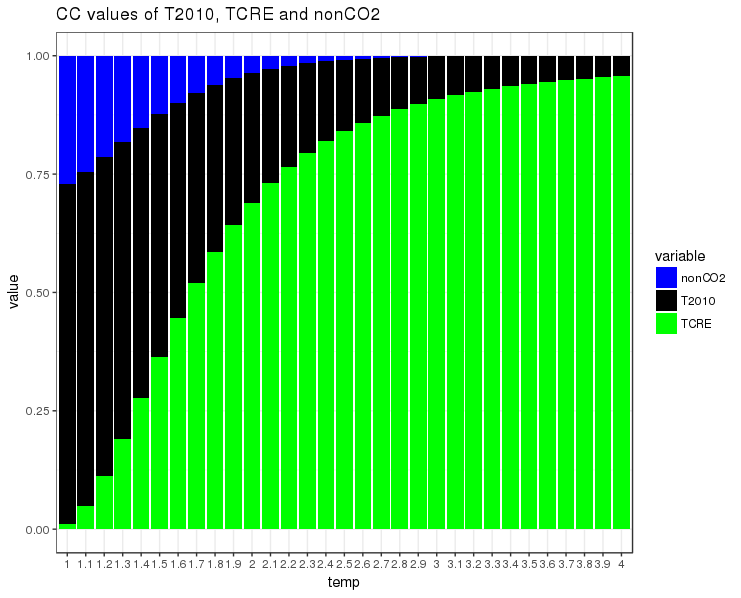 CC values of T2010, TCRE and nonCO2
1.00
0.75
0.50
0.25
0.00
value
1 1.1 1.2 1.3 1.4 1.5 1.6 1.7 1.8 1.9 2 2.1 2.2 2.3 2.4 2.5 2.6 2.7 2.8 2.9 3 3.1 3.2 3.3 3.4 3.5 3.6 3.7 3.8 3.9 4
temp
variable
nonCO2
T2010
TCRE